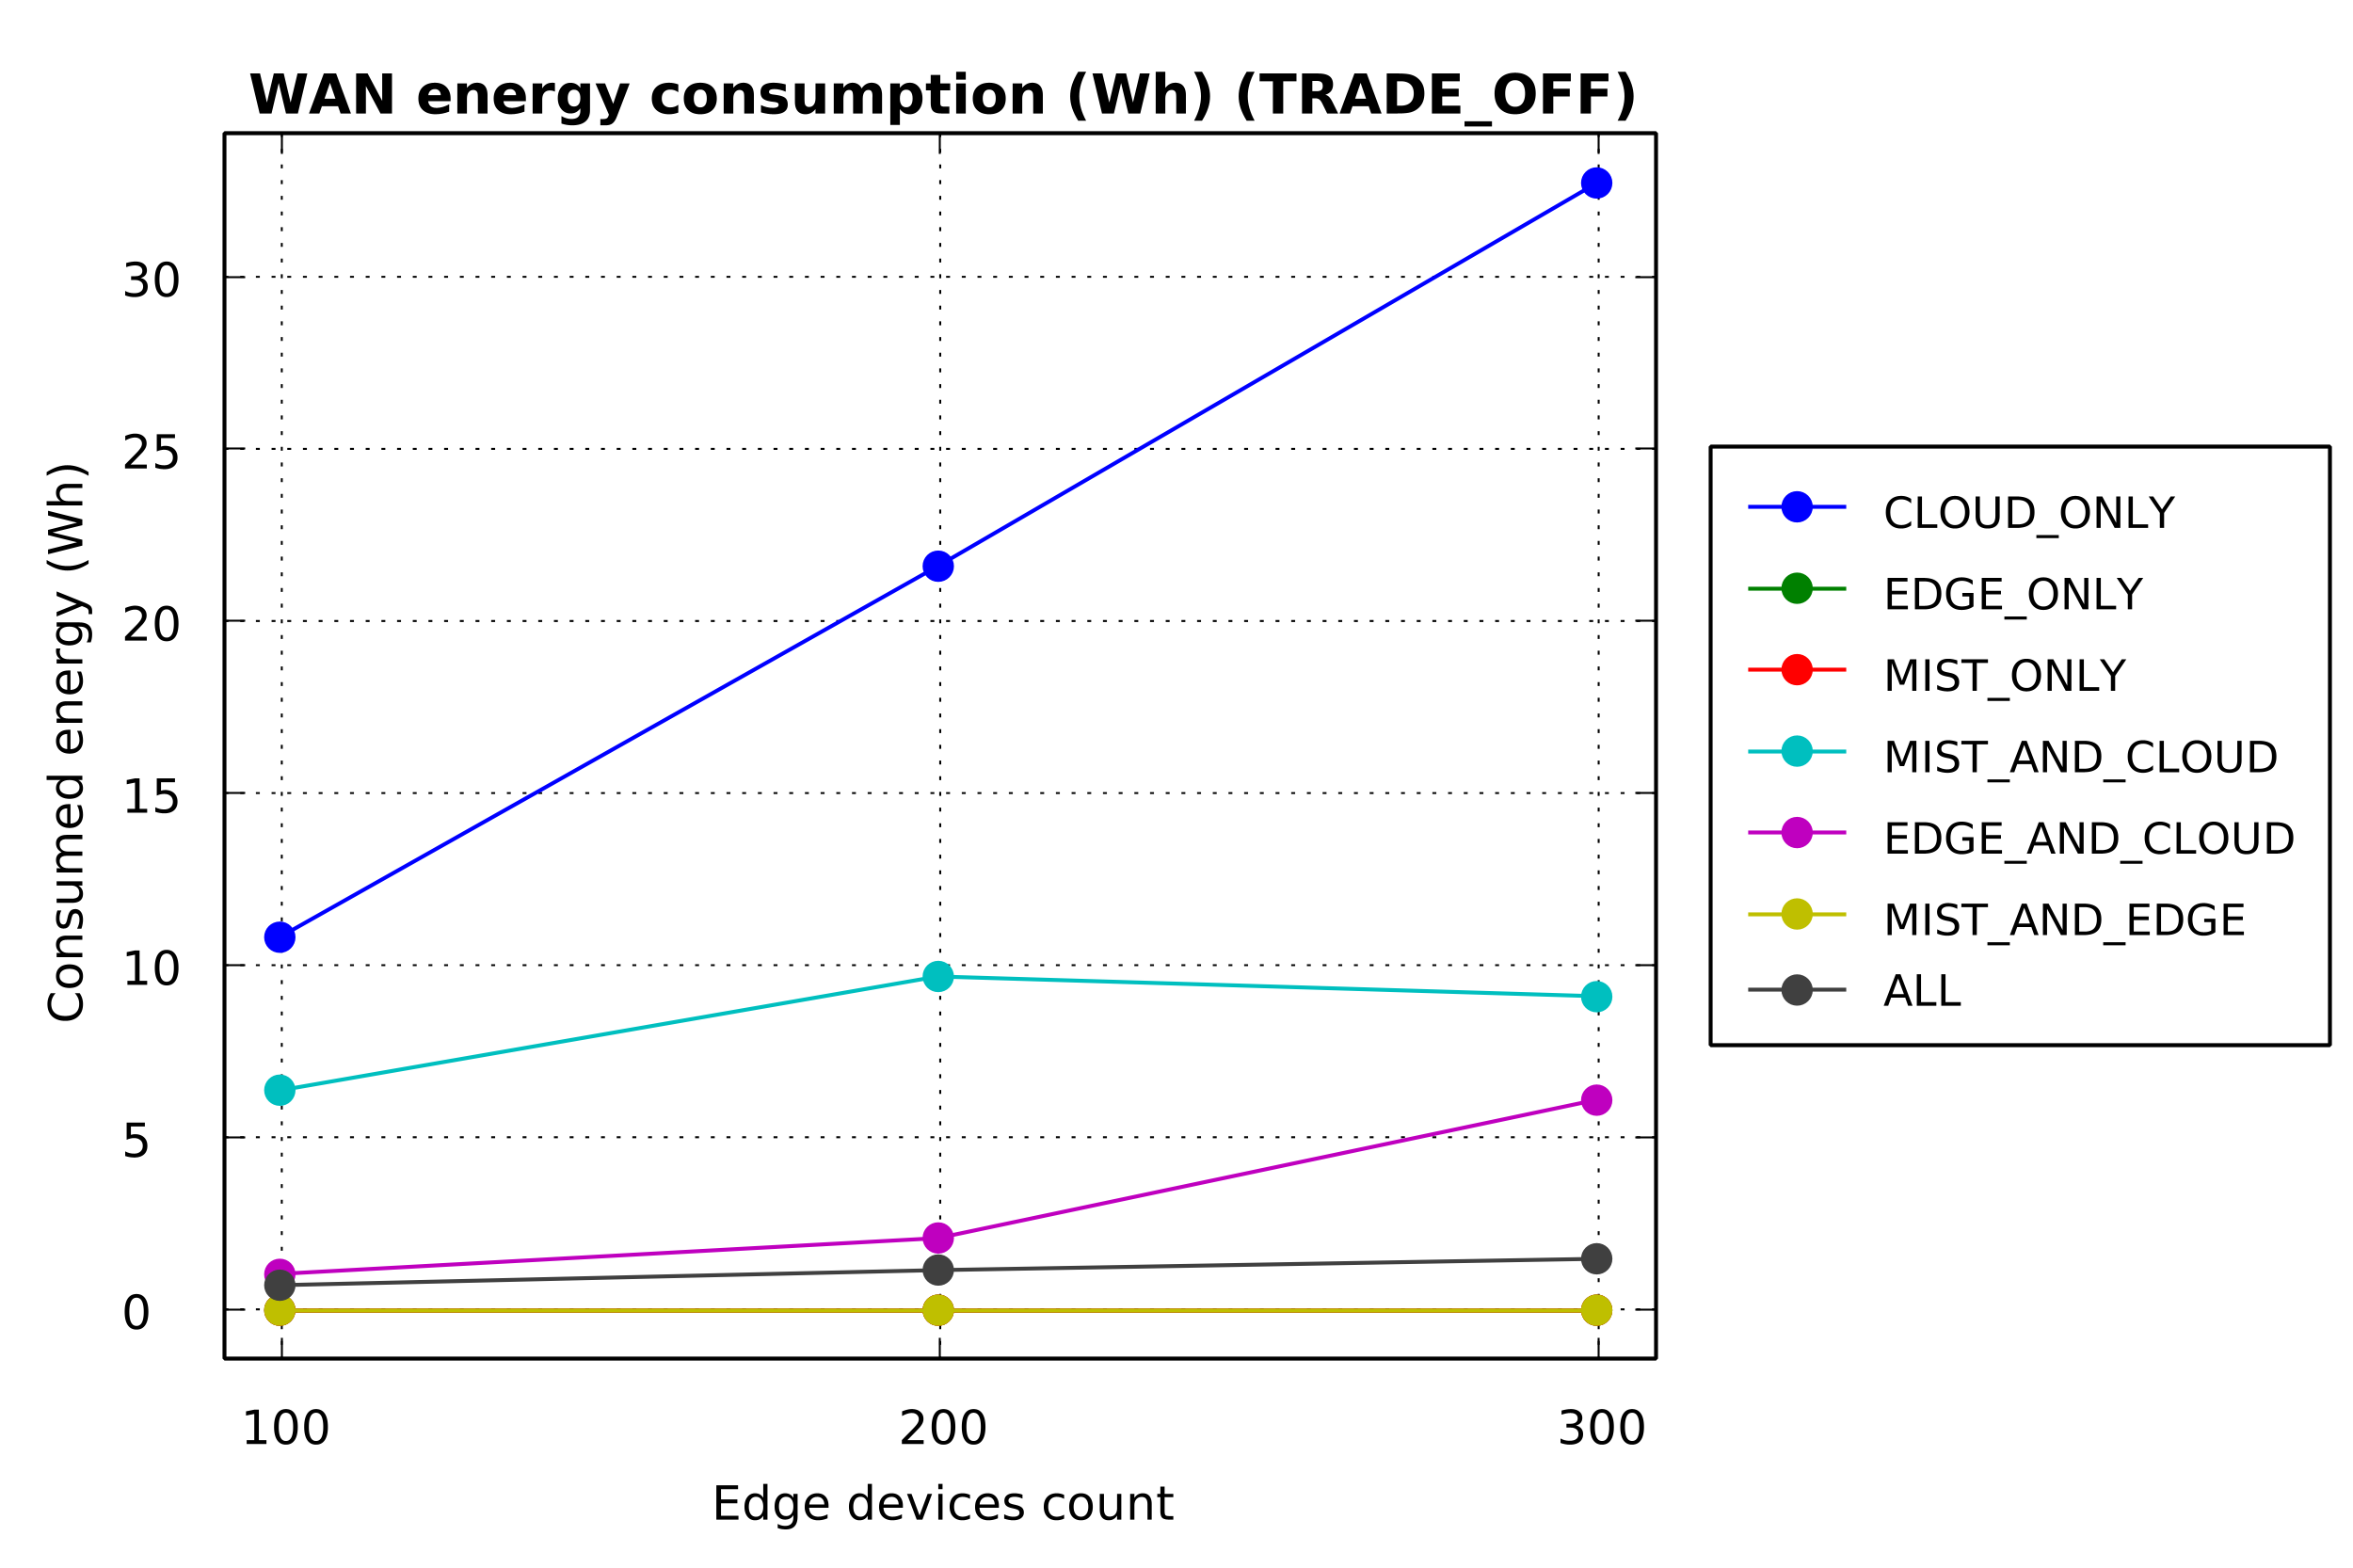 WAN energy consumption (Wh) (TRADE_OFF)
Consumed energy (Wh)
30
25
20
15
10
5
0
100 200 300
Edge devices count
CLOUD_ONLY
EDGE_ONLY
MIST_ONLY
MIST_AND_CLOUD
EDGE_AND_CLOUD
MIST_AND_EDGE
ALL